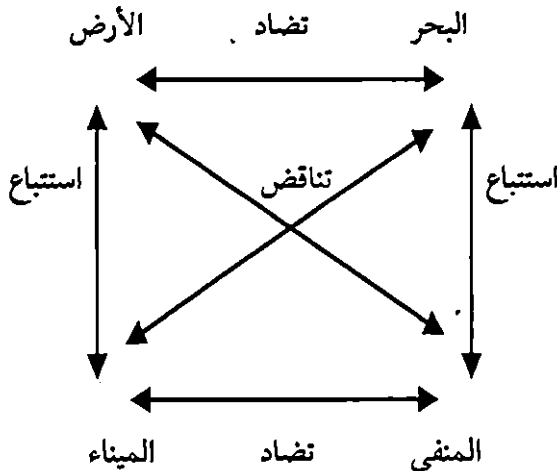 البحر تضاد الأرض
استتباع تناقض استتباع
المنفى تضاد الميناء